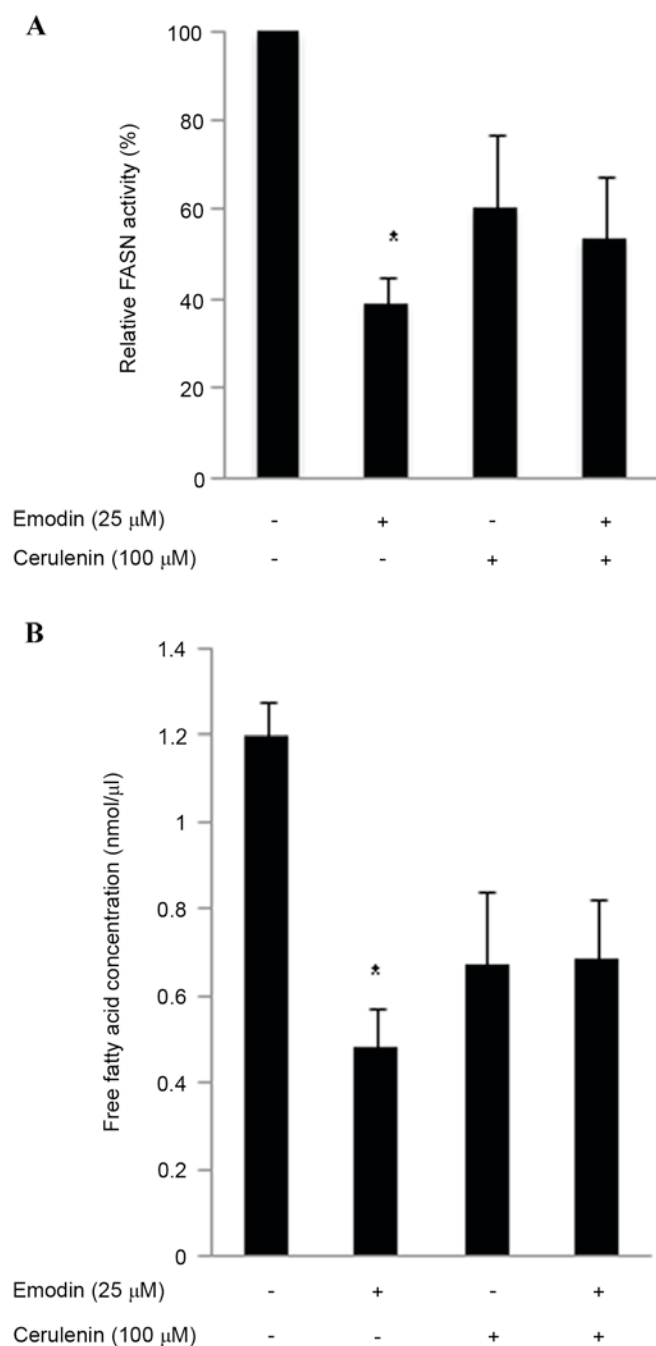 A
Relative FASN activity (%)
100
80
60
40
20
0
*
Emodin (25 µM) - + - +
Cerulenin (100 µM) - - + +
B
Free fatty acid concentration (nmol/µl)
1.4
1.2
1
0.8
0.6
0.4
0.2
0
*
Emodin (25 µM) - + - +
Cerulenin (100 µM) - - + +